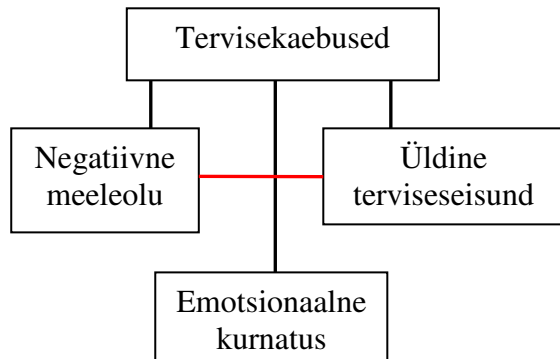 Tervisekaebused
Negatiivne
meeleolu
Üldine
terviseseisund
Emotsionaalne
kurnatus